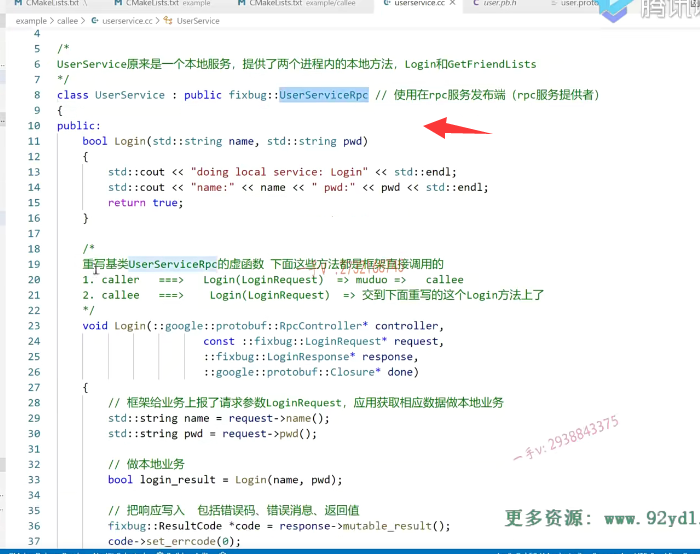 CMakeLists.txt .\
CMakeLists.txt example
CMakeLists.txt example/callee
userservice.cc ×
user.pb.h
user.proto
腾讯
example > callee > userservice.cc > UserService
4
5 /*
6 UserService原来是一个本地服务，提供了两个进程内的本地方法，Login和GetFriendLists
7 */
8 class UserService : public fixbug::UserServiceRpc // 使用在rpc服务发布端（rpc服务提供者）
9 {
10 public:
11 bool Login(std::string name, std::string pwd)
12 {
13 std::cout << "doing local service: Login" << std::endl;
14 std::cout << "name:" << name << " pwd:" << pwd << std::endl;
15 return true;
16 }
17
18 /*
19 重写基类UserServiceRpc的虚函数 下面这些方法都是框架直接调用的
20 1. caller ===> Login(LoginRequest) => muduo => callee
21 2. callee ===> Login(LoginRequest) => 交到下面重写的这个Login方法上了
22 */
23 void Login(::google::protobuf::RpcController* controller,
24 const ::fixbug::LoginRequest* request,
25 ::fixbug::LoginResponse* response,
26 ::google::protobuf::Closure* done)
27 {
28 // 框架给业务上报了请求参数LoginRequest，应用获取相应数据做本地业务
29 std::string name = request->name();
30 std::string pwd = request->pwd();
31
32 // 做本地业务
33 bool login_result = Login(name, pwd);
34
35 // 把响应写入 包括错误码、错误消息、返回值
36 fixbug::ResultCode *code = response->mutable_result();
37 code->set_errcode(0);
一手v: 2938843375
更多资源: www.92yd1